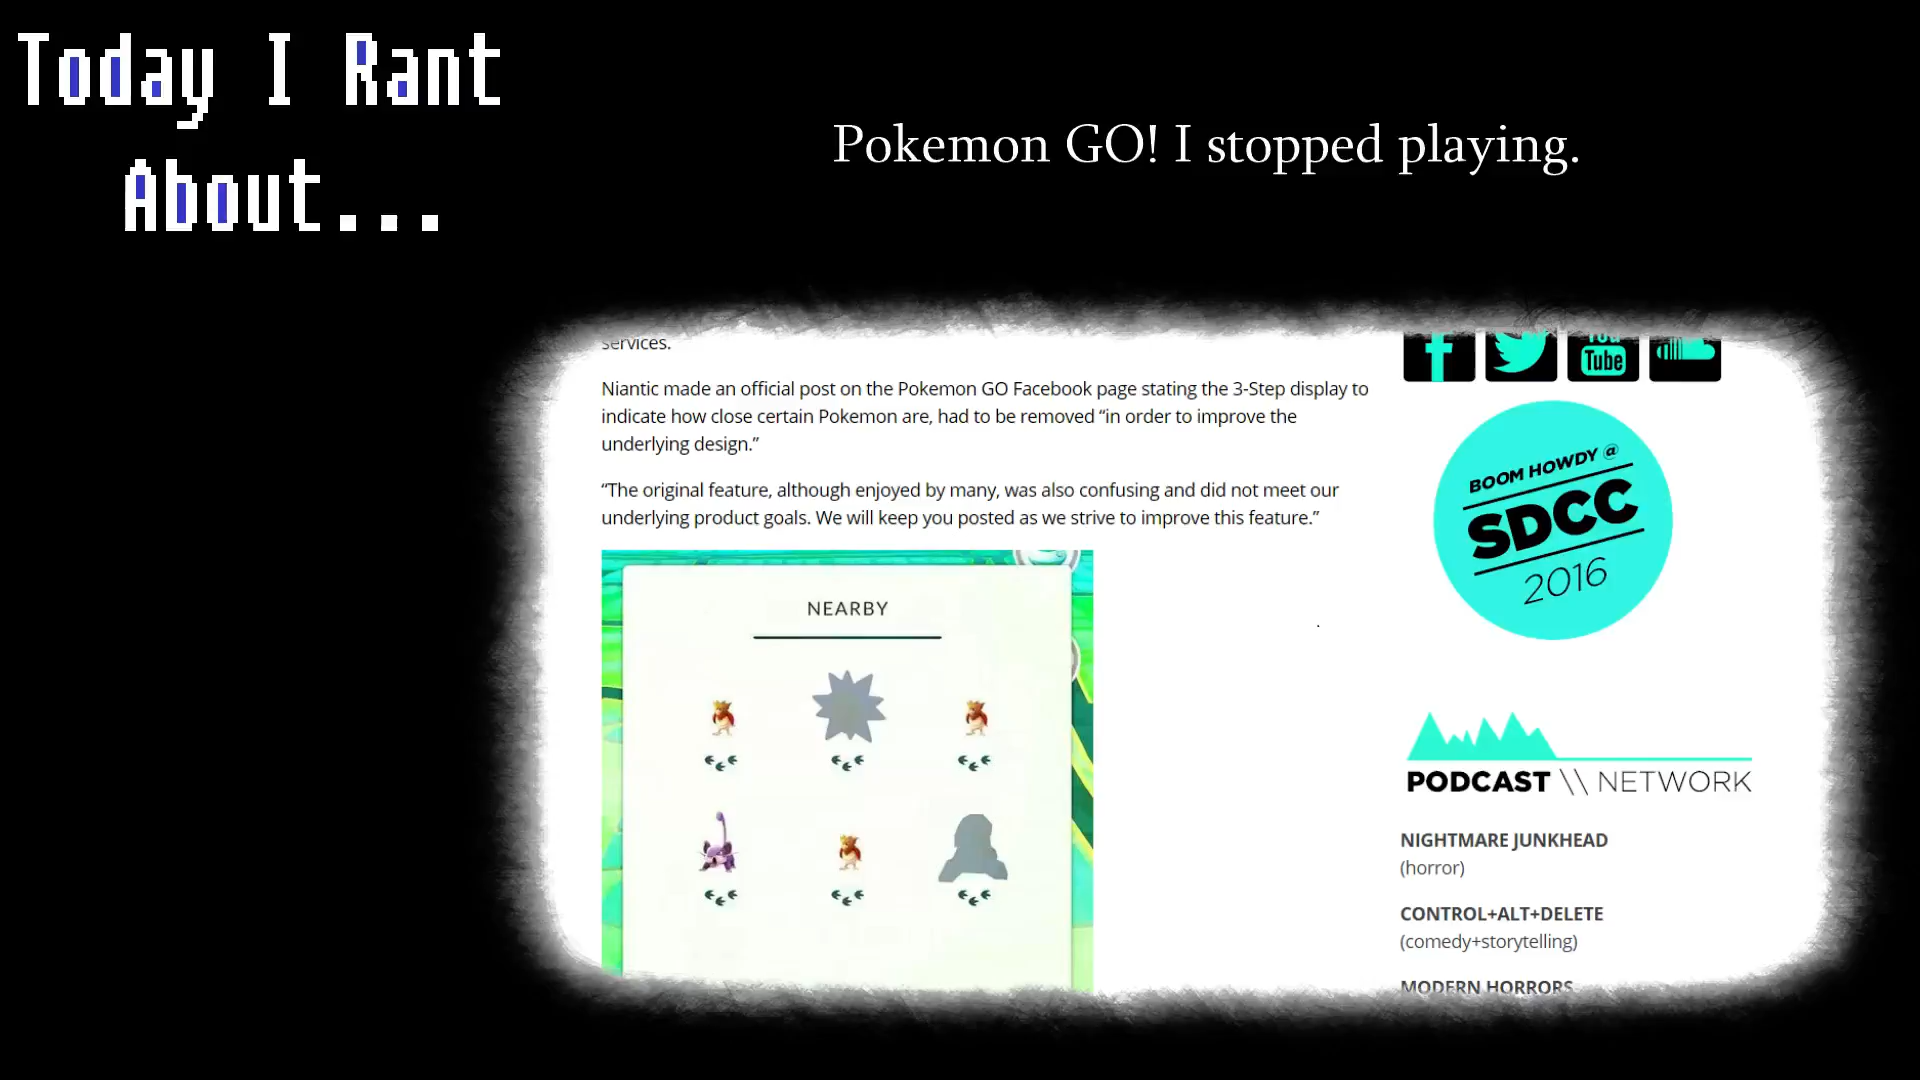 Today I Rant
About...
Pokemon GO! I stopped playing.
services.
Niantic made an official post on the Pokemon GO Facebook page stating the 3-Step display to
indicate how close certain Pokemon are, had to be removed “in order to improve the
underlying design.”
“The original feature, although enjoyed by many, was also confusing and did not meet our
underlying product goals. We will keep you posted as we strive to improve this feature.”
NEARBY
You
Tube
BOOM HOWDY @
SDCC
2016
PODCAST \\ NETWORK
NIGHTMARE JUNKHEAD
(horror)
CONTROL+ALT+DELETE
(comedy+storytelling)
MODERN HORRORS